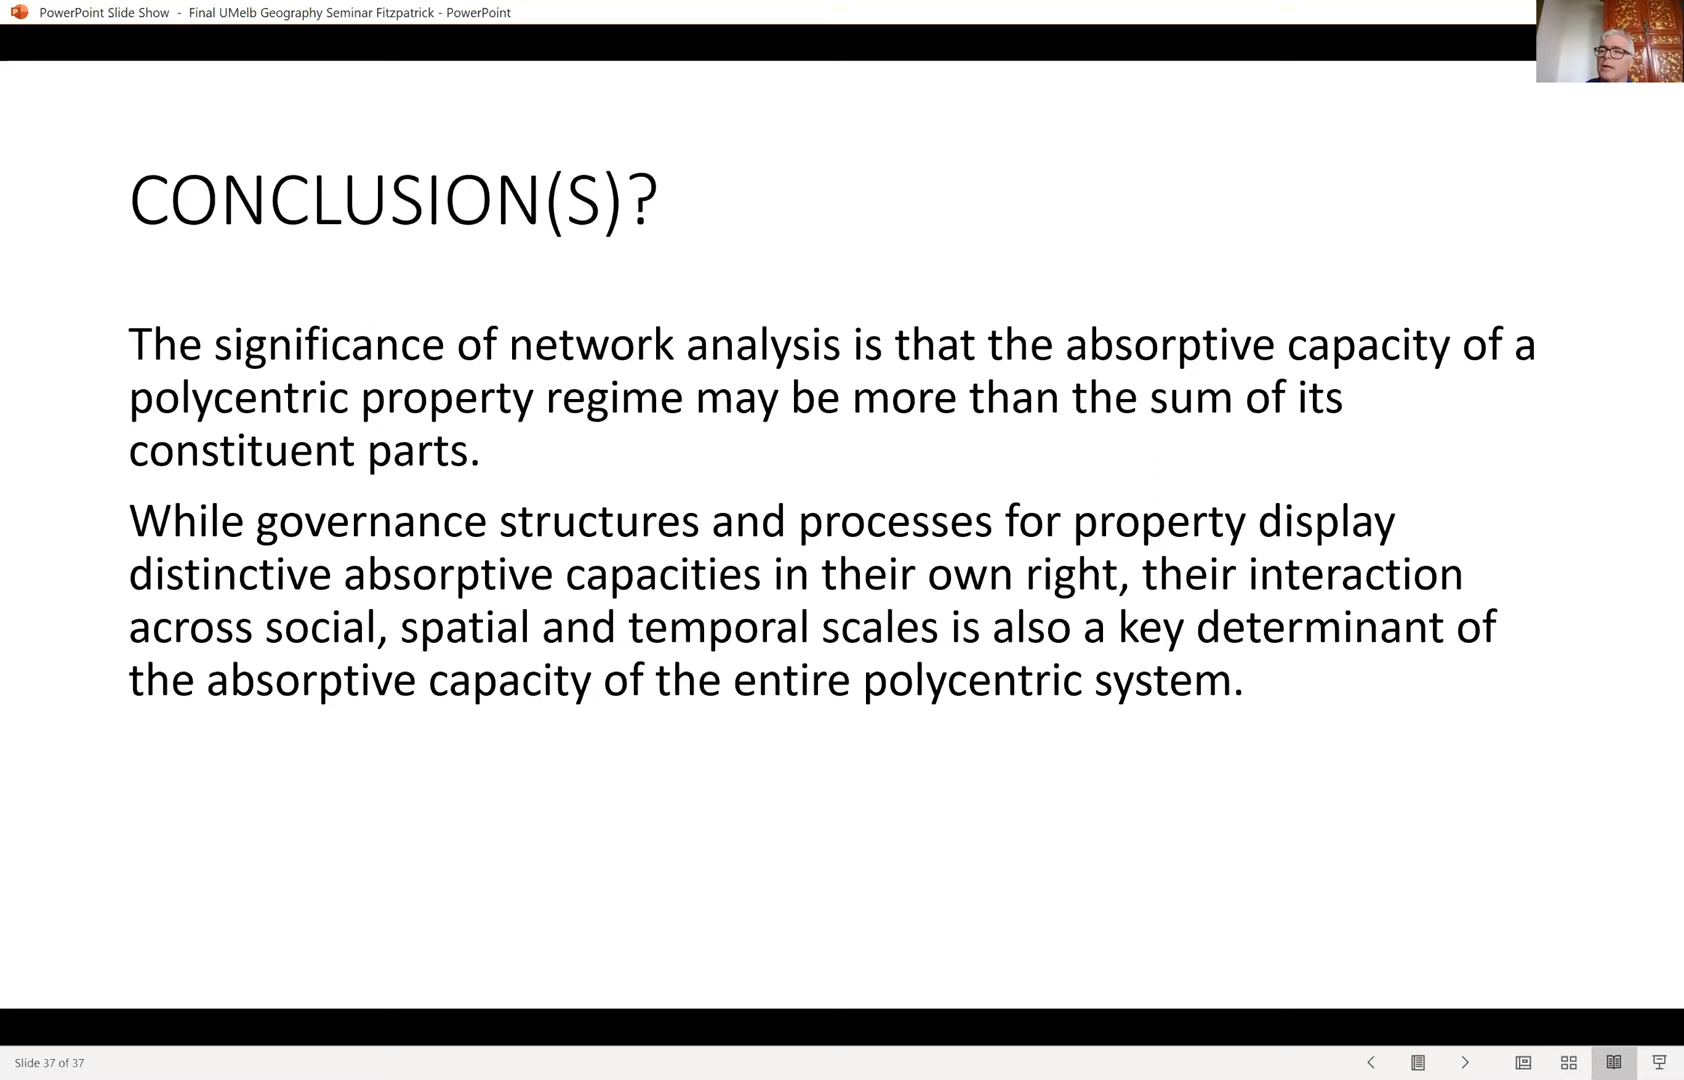 PowerPoint Slide Show - Final UMelb Geography Seminar Fitzpatrick - PowerPoint
CONCLUSION(S)?
The significance of network analysis is that the absorptive capacity of a
polycentric property regime may be more than the sum of its
constituent parts.
While governance structures and processes for property display
distinctive absorptive capacities in their own right, their interaction
across social, spatial and temporal scales is also a key determinant of
the absorptive capacity of the entire polycentric system.
Slide 37 of 37